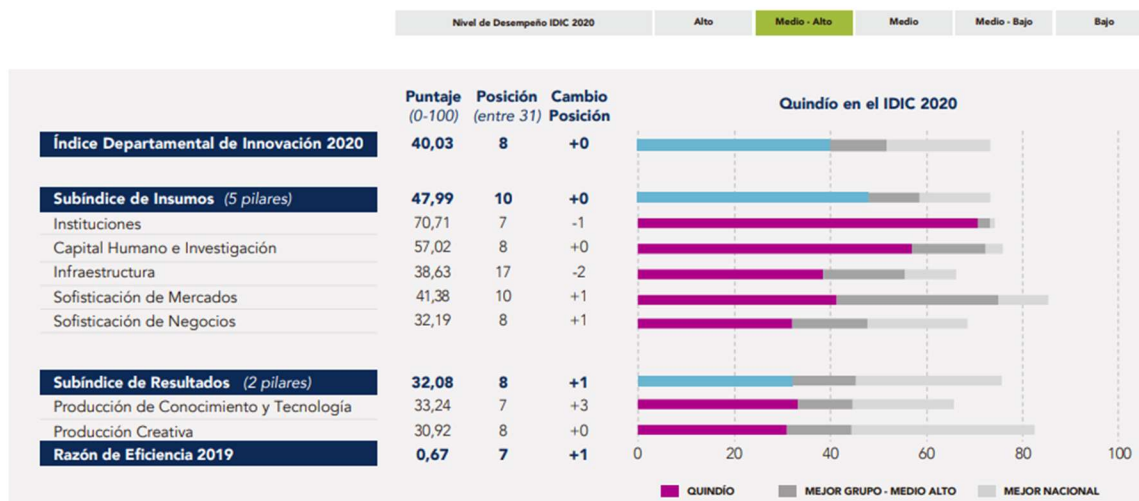 Nivel de Desempeño IDIC 2020 Alto Medio - Alto Medio Medio - Bajo Bajo
Puntaje Posición Cambio
(0-100) (entre 31) Posición
Quindío en el IDIC 2020
Índice Departamental de Innovación 2020 40,03 8 +0
Subíndice de Insumos (5 pilares) 47,99 10 +0
Instituciones 70,71 7 -1
Capital Humano e Investigación 57,02 8 +0
Infraestructura 38,63 17 -2
Sofisticación de Mercados 41,38 10 +1
Sofisticación de Negocios 32,19 8 +1
Subíndice de Resultados (2 pilares) 32,08 8 +1
Producción de Conocimiento y Tecnología 33,24 7 +3
Producción Creativa 30,92 8 +0
Razón de Eficiencia 2019 0,67 7 +1
0 20 40 60 80 100
QUINDÍO MEJOR GRUPO - MEDIO ALTO MEJOR NACIONAL